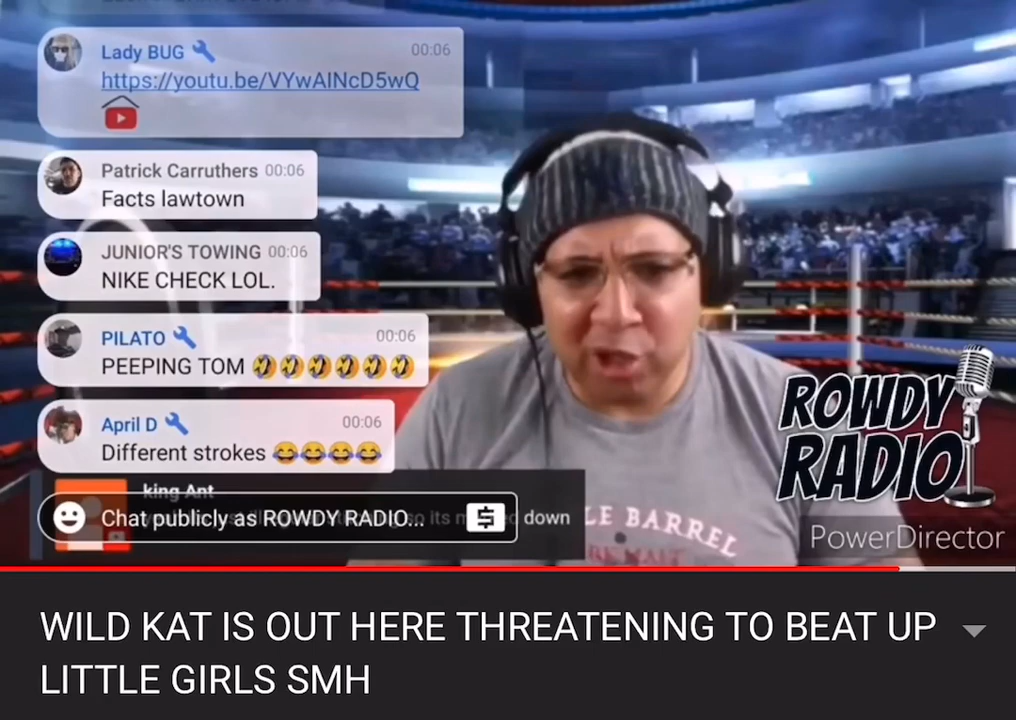 Lady BUG 00:06
https://youtu.be/VYwAINcD5wQ
Patrick Carruthers 00:06
Facts lawtown
JUNIOR'S TOWING 00:06
NIKE CHECK LOL.
PILATO 00:06
PEEPING TOM 🤣🤣🤣🤣🤣🤣
April D 00:06
Different strokes 😂😂😂😂
king Ant
Chat publicly as ROWDY RADIO...
so its
down
LE BARREL
ROWDY
RADIO
PowerDirector
WILD KAT IS OUT HERE THREATENING TO BEAT UP
LITTLE GIRLS SMH